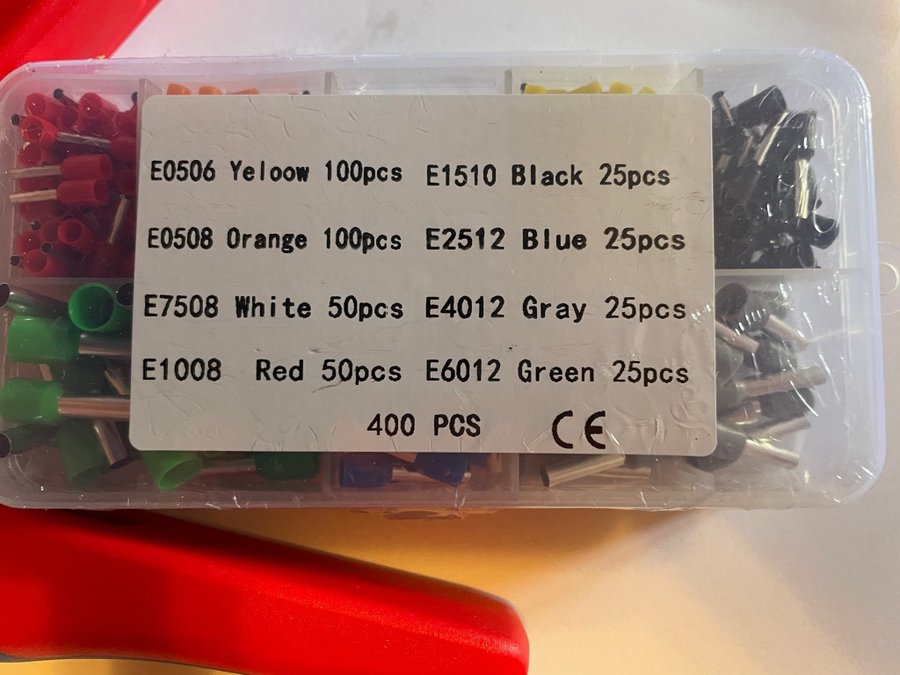 E0506 Yeloow 100pcs E1510 Black 25pcs
E0508 Orange 100pcs E2512 Blue 25pcs
E7508 White 50pcs E4012 Gray 25pcs
E1008 Red 50pcs E6012 Green 25pcs
400 PCS CE